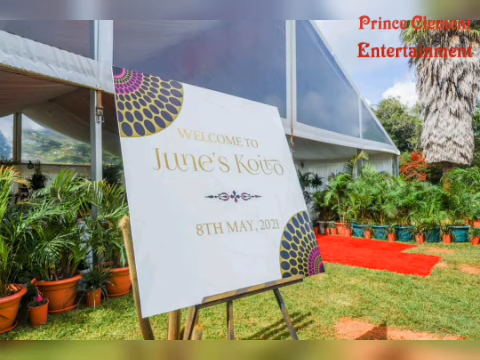 Prince Clement
Entertainment
WELCOME TO
June's Koito
8TH MAY, 2021